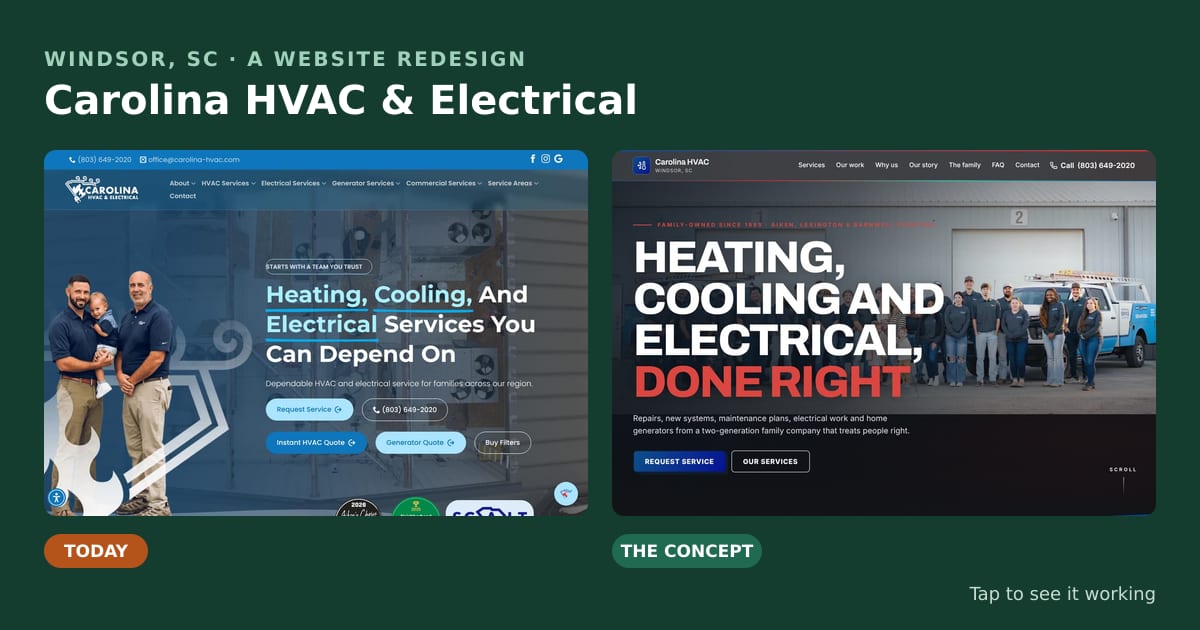 WINDSOR, SC · A WEBSITE REDESIGN
Carolina HVAC & Electrical
(803) 649-2020 office@carolina-hvac.com
CAROLINA
HVAC & ELECTRICAL
About HVAC Services Electrical Services Generator Services Commercial Services Service Areas
Contact
STARTS WITH A TEAM YOU TRUST
Heating, Cooling, And
Electrical Services You
Can Depend On
Dependable HVAC and electrical service for families across our region.
Request Service (803) 649-2020
Instant HVAC Quote Generator Quote Buy Filters
2026
Carolina HVAC
WINDSOR, SC
Services Our work Why us Our story The family FAQ Contact Call (803) 649-2020
2
FAMILY-OWNED SINCE
HEATING,
COOLING AND
ELECTRICAL,
DONE RIGHT
Repairs, new systems, maintenance plans, electrical work and home
generators from a two-generation family company that treats people right.
REQUEST SERVICE OUR SERVICES
SCROLL
TODAY
THE CONCEPT
Tap to see it working